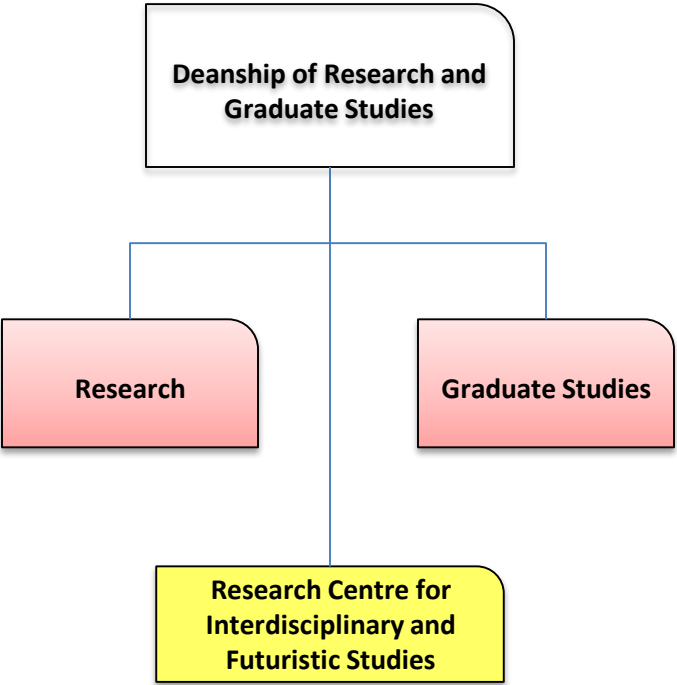 Deanship of Research and
Graduate Studies
Research
Graduate Studies
Research Centre for
Interdisciplinary and
Futuristic Studies